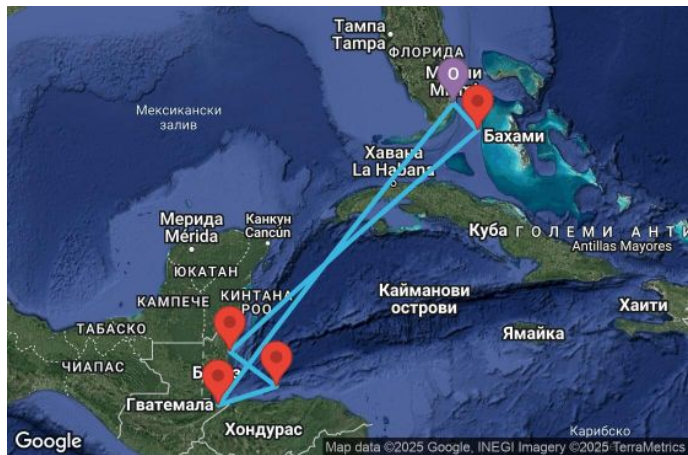 Тампа
Tampa
ФЛОРИДА
O
Мексикански
залив
Бахами
Хавана
La Habana
Мерида
Mérida
Канкун
Cancún
Куба
ГОЛЕМИ АНТИ
Antillas Mayores
ЮКАТАН
КАМПЕЧЕ
КИНТАНА
РОО
Кайманови
острови
Хаити
ТАБАСКО
Ямайка
ЧИАПАС
Гватемала
Хондурас
Карибско
Google
Map data ©2025 Google, INEGI Imagery ©2025 TerraMetrics